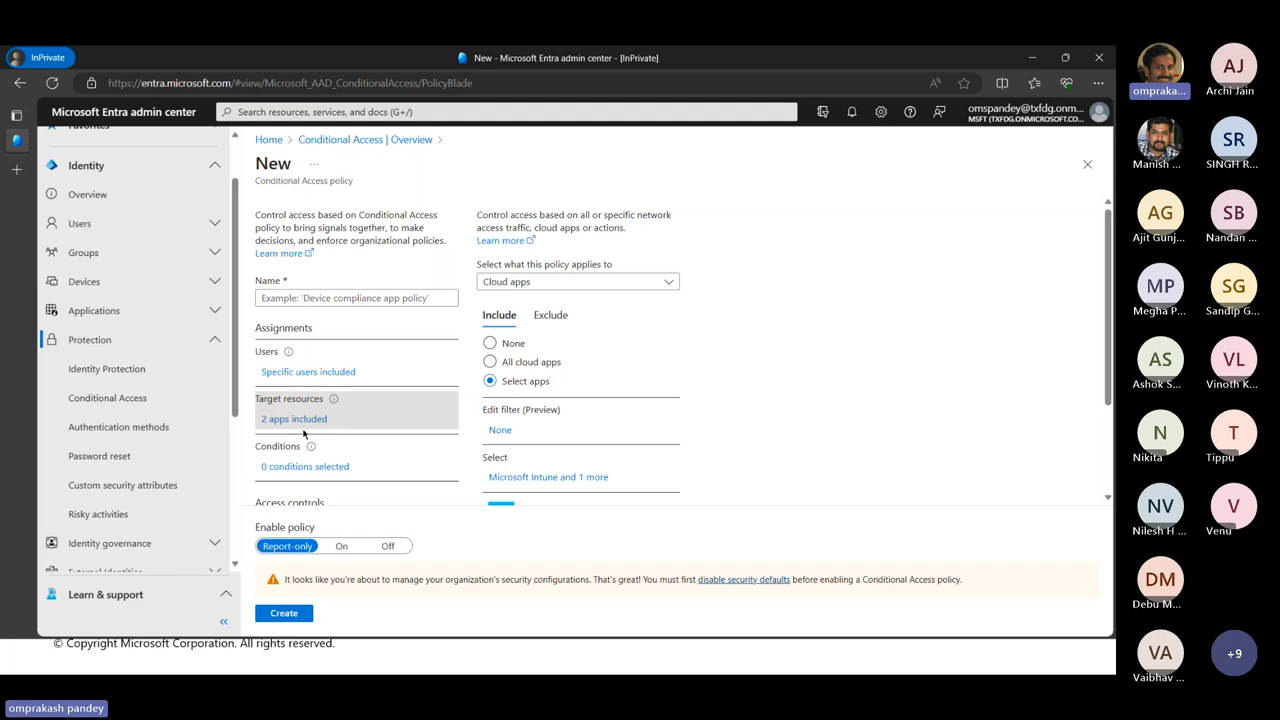 InPrivate
New - Microsoft Entra admin center - [InPrivate]
https://entra.microsoft.com/#view/Microsoft_AAD_ConditionalAccess/PolicyBlade
Microsoft Entra admin center
Search resources, services, and docs (G+/)
omspandey@txfdg.onm...
MSFT (TXFDG.ONMICROSOFT.CO...
Favorites
Identity
Overview
Users
Groups
Devices
Applications
Protection
Identity Protection
Conditional Access
Authentication methods
Password reset
Custom security attributes
Risky activities
Identity governance
External Identities
Learn & support
Home > Conditional Access | Overview >
New ...
Conditional Access policy
Control access based on Conditional Access
policy to bring signals together, to make
decisions, and enforce organizational policies.
Learn more
Name *
Example: 'Device compliance app policy'
Assignments
Users
Specific users included
Target resources
2 apps included
Conditions
0 conditions selected
Access controls
Control access based on all or specific network
access traffic, cloud apps or actions.
Learn more
Select what this policy applies to
Cloud apps
Include Exclude
None
All cloud apps
Select apps
Edit filter (Preview)
None
Select
Microsoft Intune and 1 more
Enable policy
Report-only On Off
It looks like you're about to manage your organization's security configurations. That's great! You must first disable security defaults before enabling a Conditional Access policy.
Create
© Copyright Microsoft Corporation. All rights reserved.
omprakash pandey
ompraka...
AJ
Archi Jain
Manish ...
SR
SINGH R...
AG
Ajit Gunj...
SB
Nandan ...
MP
Megha P...
SG
Sandip G...
AS
Ashok S...
VL
Vinoth K...
N
Nikita
T
Tippu
NV
Nilesh H ...
V
Venu
DM
Debu M...
VA
Vaibhav ...
+9